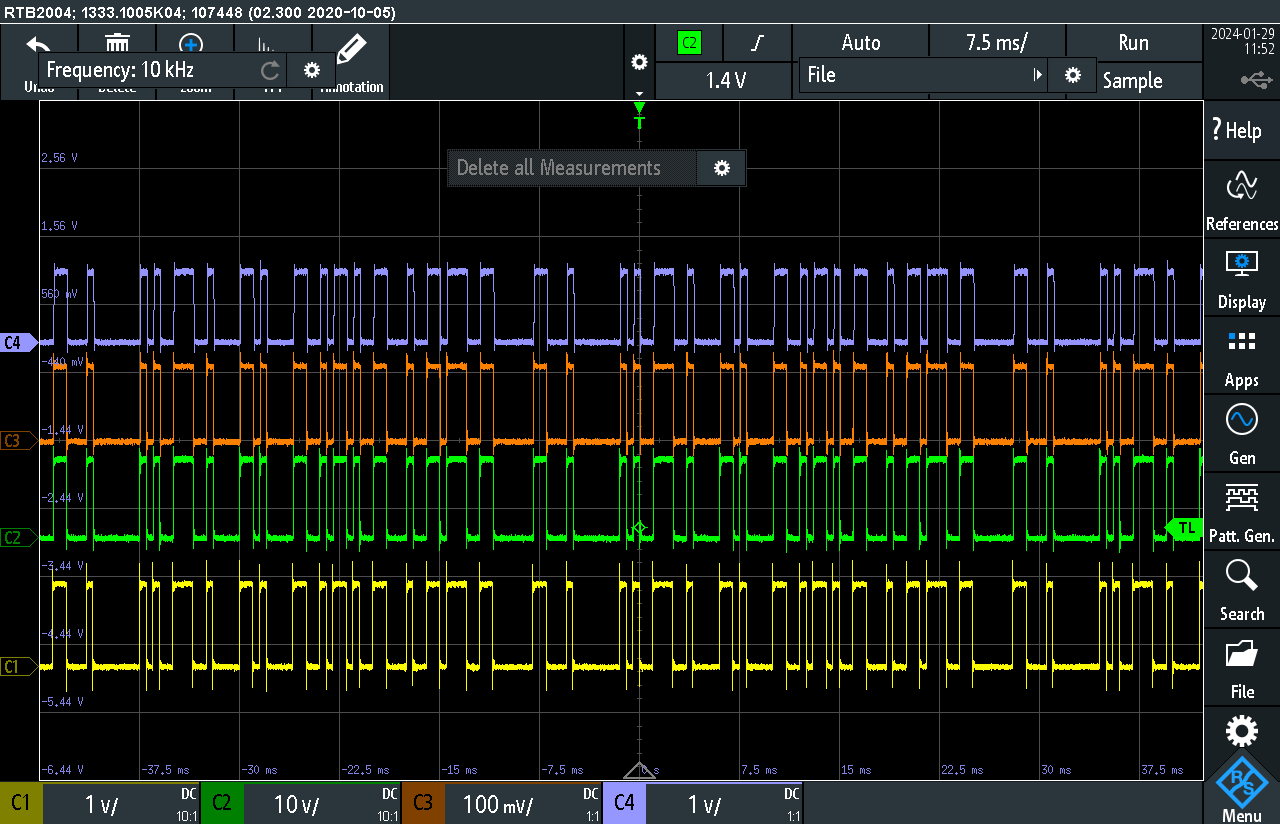 RTB2004; 1333.1005K04; 107448 (02.300 2020-10-05)
Undo
Delete
Zoom
FFT
Annotation
Frequency: 10 kHz
C2
Auto
7.5 ms/
Run
1.4 V
File
Sample
2024-01-29
11:52
T
Delete all Measurements
? Help
References
Display
Apps
Gen
Patt. Gen.
Search
File
Menu
2.56 V
1.56 V
560 mV
C4
-440 mV
C3
-1.44 V
-2.44 V
C2
TL
-3.44 V
-4.44 V
C1
-5.44 V
-6.44 V
-37.5 ms
-30 ms
-22.5 ms
-15 ms
-7.5 ms
0 s
7.5 ms
15 ms
22.5 ms
30 ms
37.5 ms
C1 1 V/ DC 10:1
C2 10 V/ DC 10:1
C3 100 mV/ DC 1:1
C4 1 V/ DC 1:1
R&S